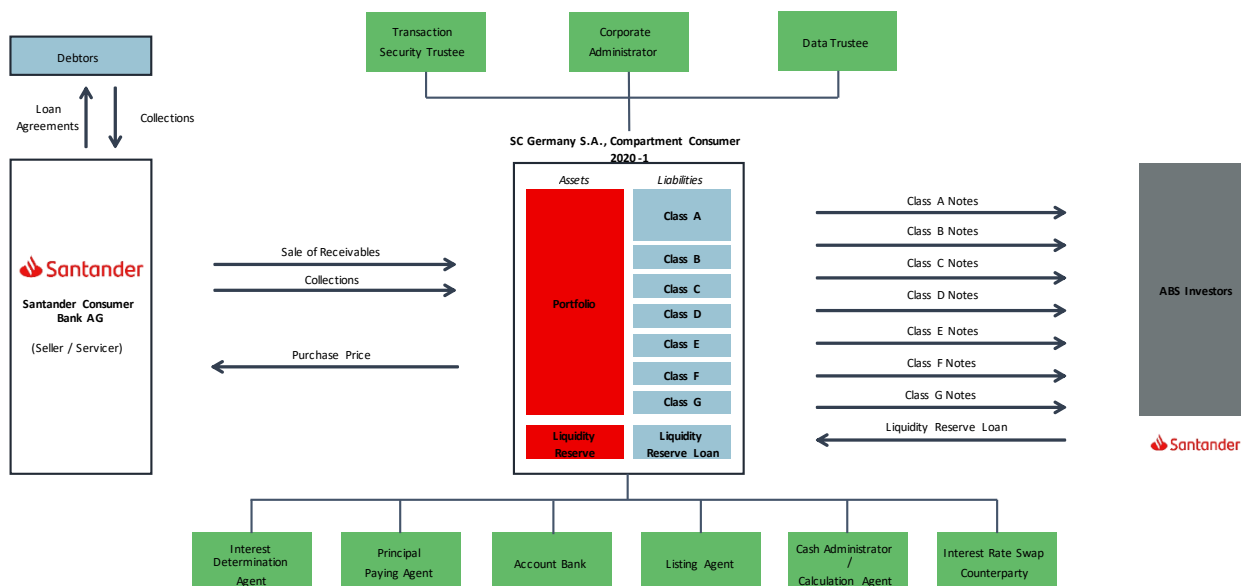 Transaction
Security Trustee
Corporate
Administrator
Data Trustee
Debtors
Loan
Agreements
Collections
SC Germany S.A., Compartment Consumer
2020-1
Assets
Liabilities
Portfolio
Class A
Class B
Class C
Class D
Class E
Class F
Class G
Liquidity
Reserve
Liquidity
Reserve Loan
Santander
Santander Consumer
Bank AG
(Seller / Servicer)
Sale of Receivables
Collections
Purchase Price
Class A Notes
Class B Notes
Class C Notes
Class D Notes
Class E Notes
Class F Notes
Class G Notes
Liquidity Reserve Loan
ABS Investors
Santander
Interest
Determination
Agent
Principal
Paying Agent
Account Bank
Listing Agent
Cash Administrator
/
Calculation Agent
Interest Rate Swap
Counterparty